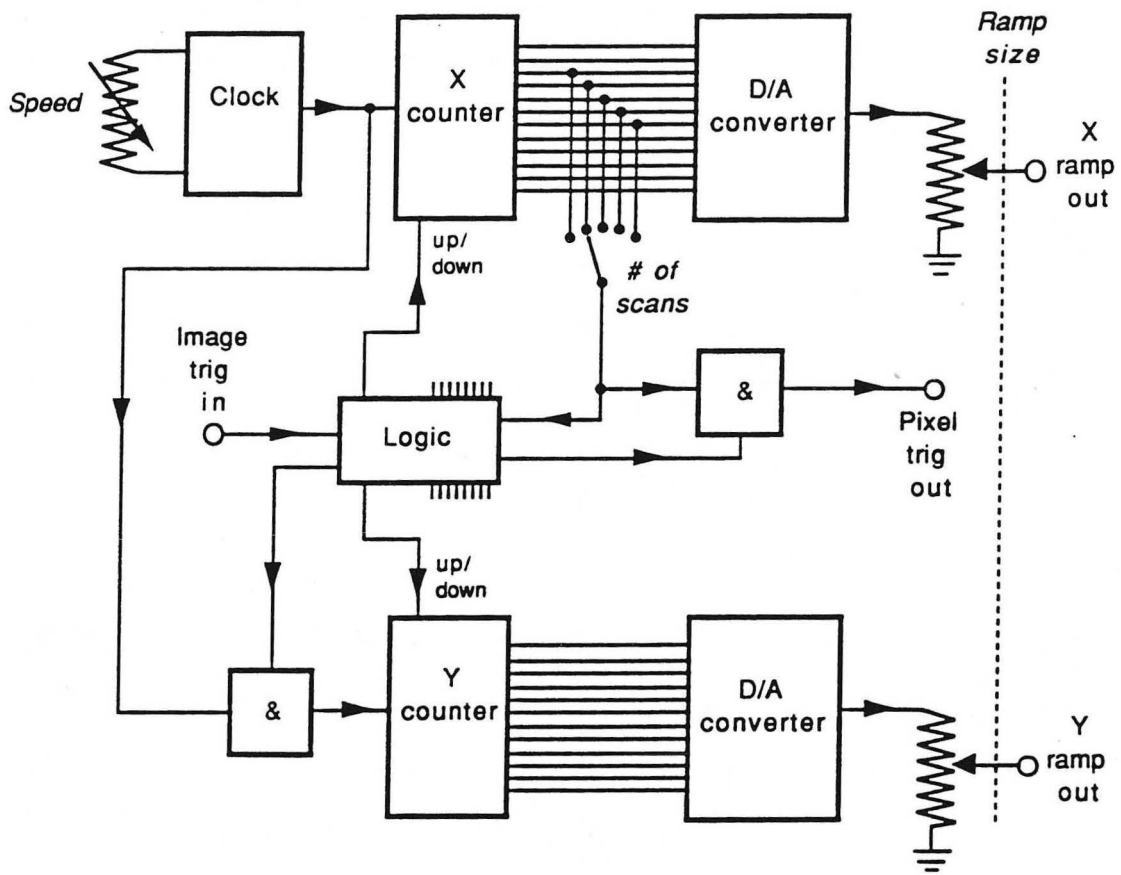 Speed
Clock
X
counter
D/A
converter
Ramp
size
X
ramp
out
up/
down
# of
scans
Image
trig
in
Logic
&
Pixel
trig
out
up/
down
&
Y
counter
D/A
converter
Y
ramp
out